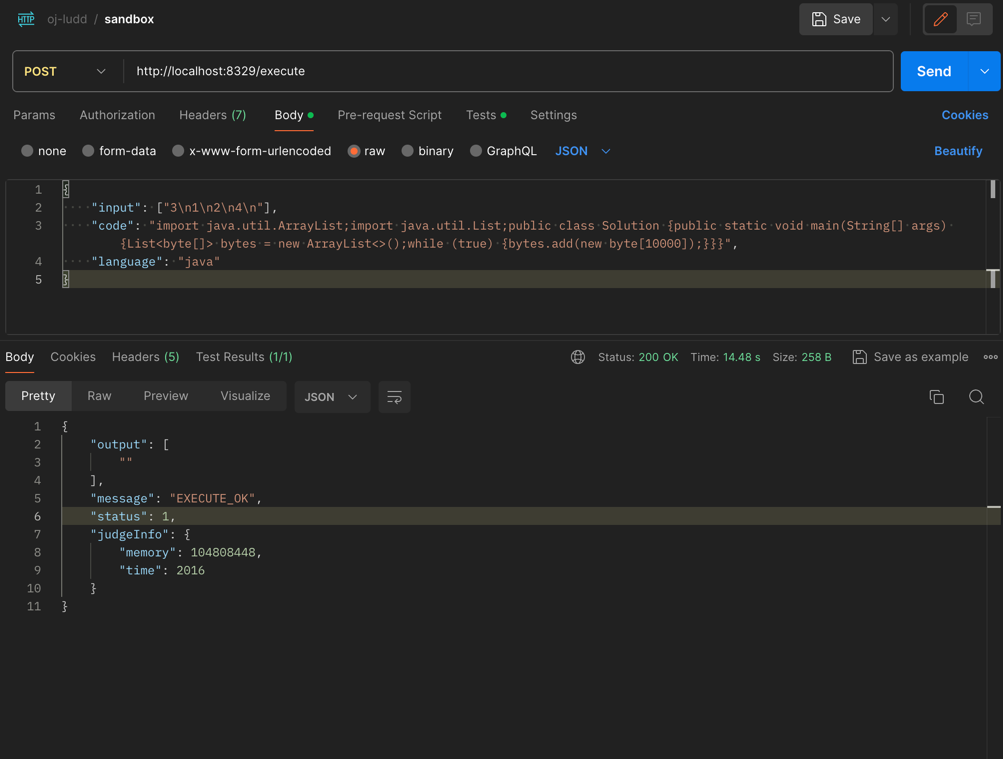 HTTP oj-ludd / sandbox Save
POST http://localhost:8329/execute Send
Params Authorization Headers (7) Body Pre-request Script Tests Settings Cookies
none form-data x-www-form-urlencoded raw binary GraphQL JSON Beautify
1 {
2 ····"input":·["3\n1\n2\n4\n"],
3 ····"code":·"import·java.util.ArrayList;import·java.util.List;public·class·Solution·{public·static·void·main(String[]·args)·
{List<byte[]>·bytes·=·new·ArrayList<>();while·(true)·{bytes.add(new·byte[10000]);}}}",
4 ····"language":·"java"
5 }
Body Cookies Headers (5) Test Results (1/1) Status: 200 OK Time: 14.48 s Size: 258 B Save as example
Pretty Raw Preview Visualize JSON
1 {
2 "output": [
3 ""
4 ],
5 "message": "EXECUTE_OK",
6 "status": 1,
7 "judgeInfo": {
8 "memory": 104808448,
9 "time": 2016
10 }
11 }